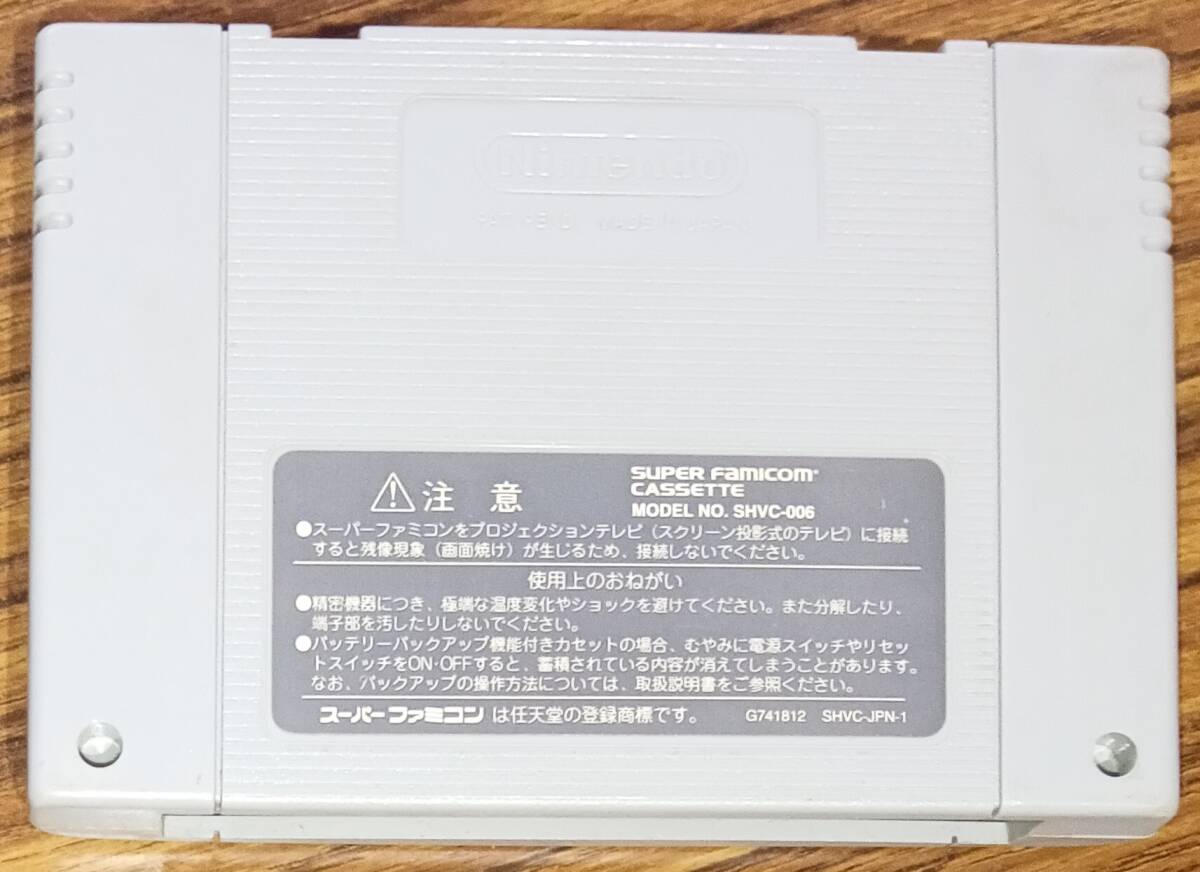 Nintendo
PAT. PEND. MADE IN JAPAN
⚠注 意
SUPER FAMICOM®
CASSETTE
MODEL NO. SHVC-006
●スーパーファミコンをプロジェクションテレビ(スクリーン投影式のテレビ)に接続
すると残像現象(画面焼け)が生じるため、接続しないでください。
使用上のおねがい
●精密機器につき、極端な温度変化やショックを避けてください。また分解したり、
端子部を汚したりしないでください。
●バッテリーバックアップ機能付きカセットの場合、むやみに電源スイッチやリセッ
トスイッチをON・OFFすると、蓄積されている内容が消えてしまうことがあります。
なお、バックアップの操作方法については、取扱説明書をご参照ください。
スーパーファミコン は任天堂の登録商標です。 G741812 SHVC-JPN-1